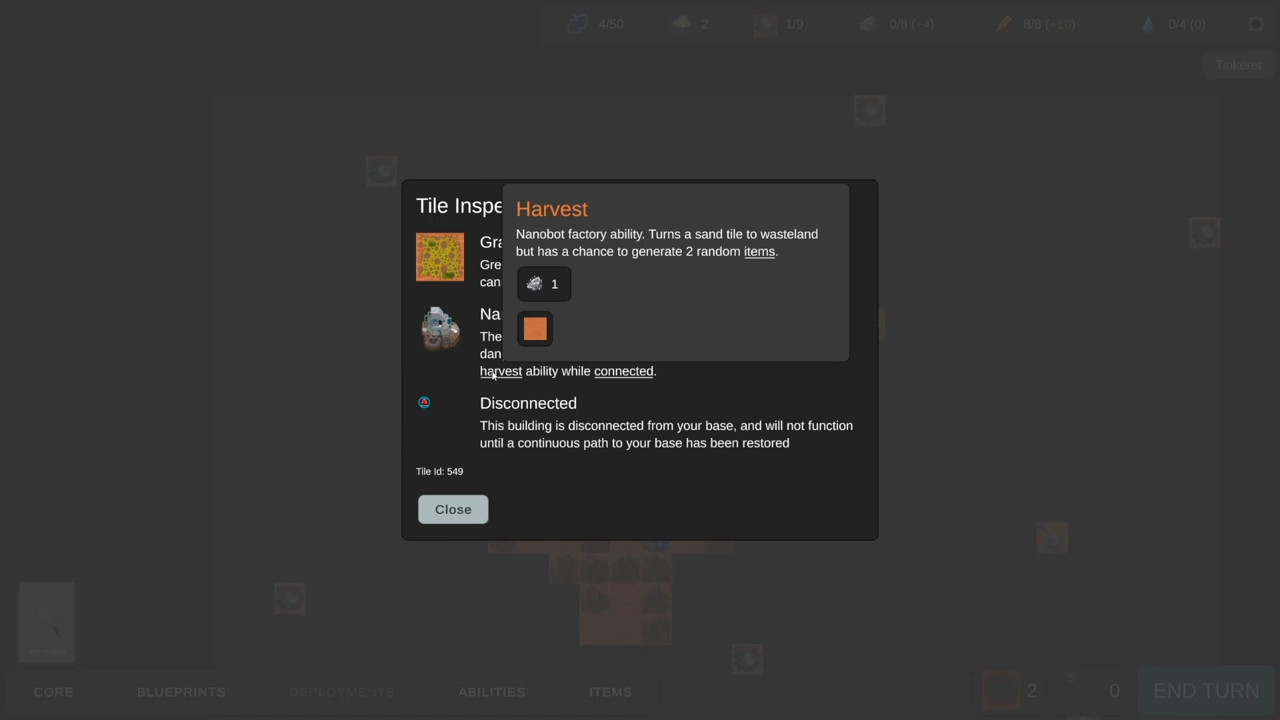 4/50
2
1/9
0/8 (+4)
8/8 (+10)
0/4 (0)
Tinkerer
Tile Inspe
Harvest
Nanobot factory ability. Turns a sand tile to wasteland
but has a chance to generate 2 random items.
1
Gra
Gre
can
Na
The
dan
harvest ability while connected.
Disconnected
This building is disconnected from your base, and will not function
until a continuous path to your base has been restored
Tile Id: 549
Close
CORE
BLUEPRINTS
DEPLOYMENTS
ABILITIES
ITEMS
2
0
END TURN